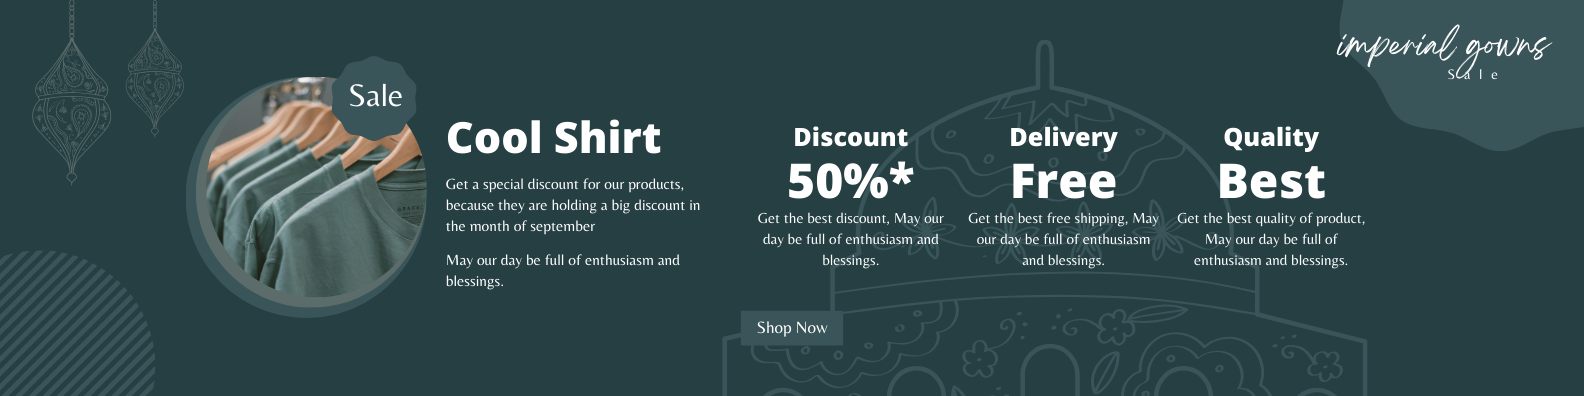 imperial gowns
Sale
Sale
Cool Shirt
Get a special discount for our products,
because they are holding a big discount in
the month of september
May our day be full of enthusiasm and
blessings.
Discount
50%*
Get the best discount, May our
day be full of enthusiasm and
blessings.
Delivery
Free
Get the best free shipping, May
our day be full of enthusiasm
and blessings.
Quality
Best
Get the best quality of product,
May our day be full of
enthusiasm and blessings.
Shop Now